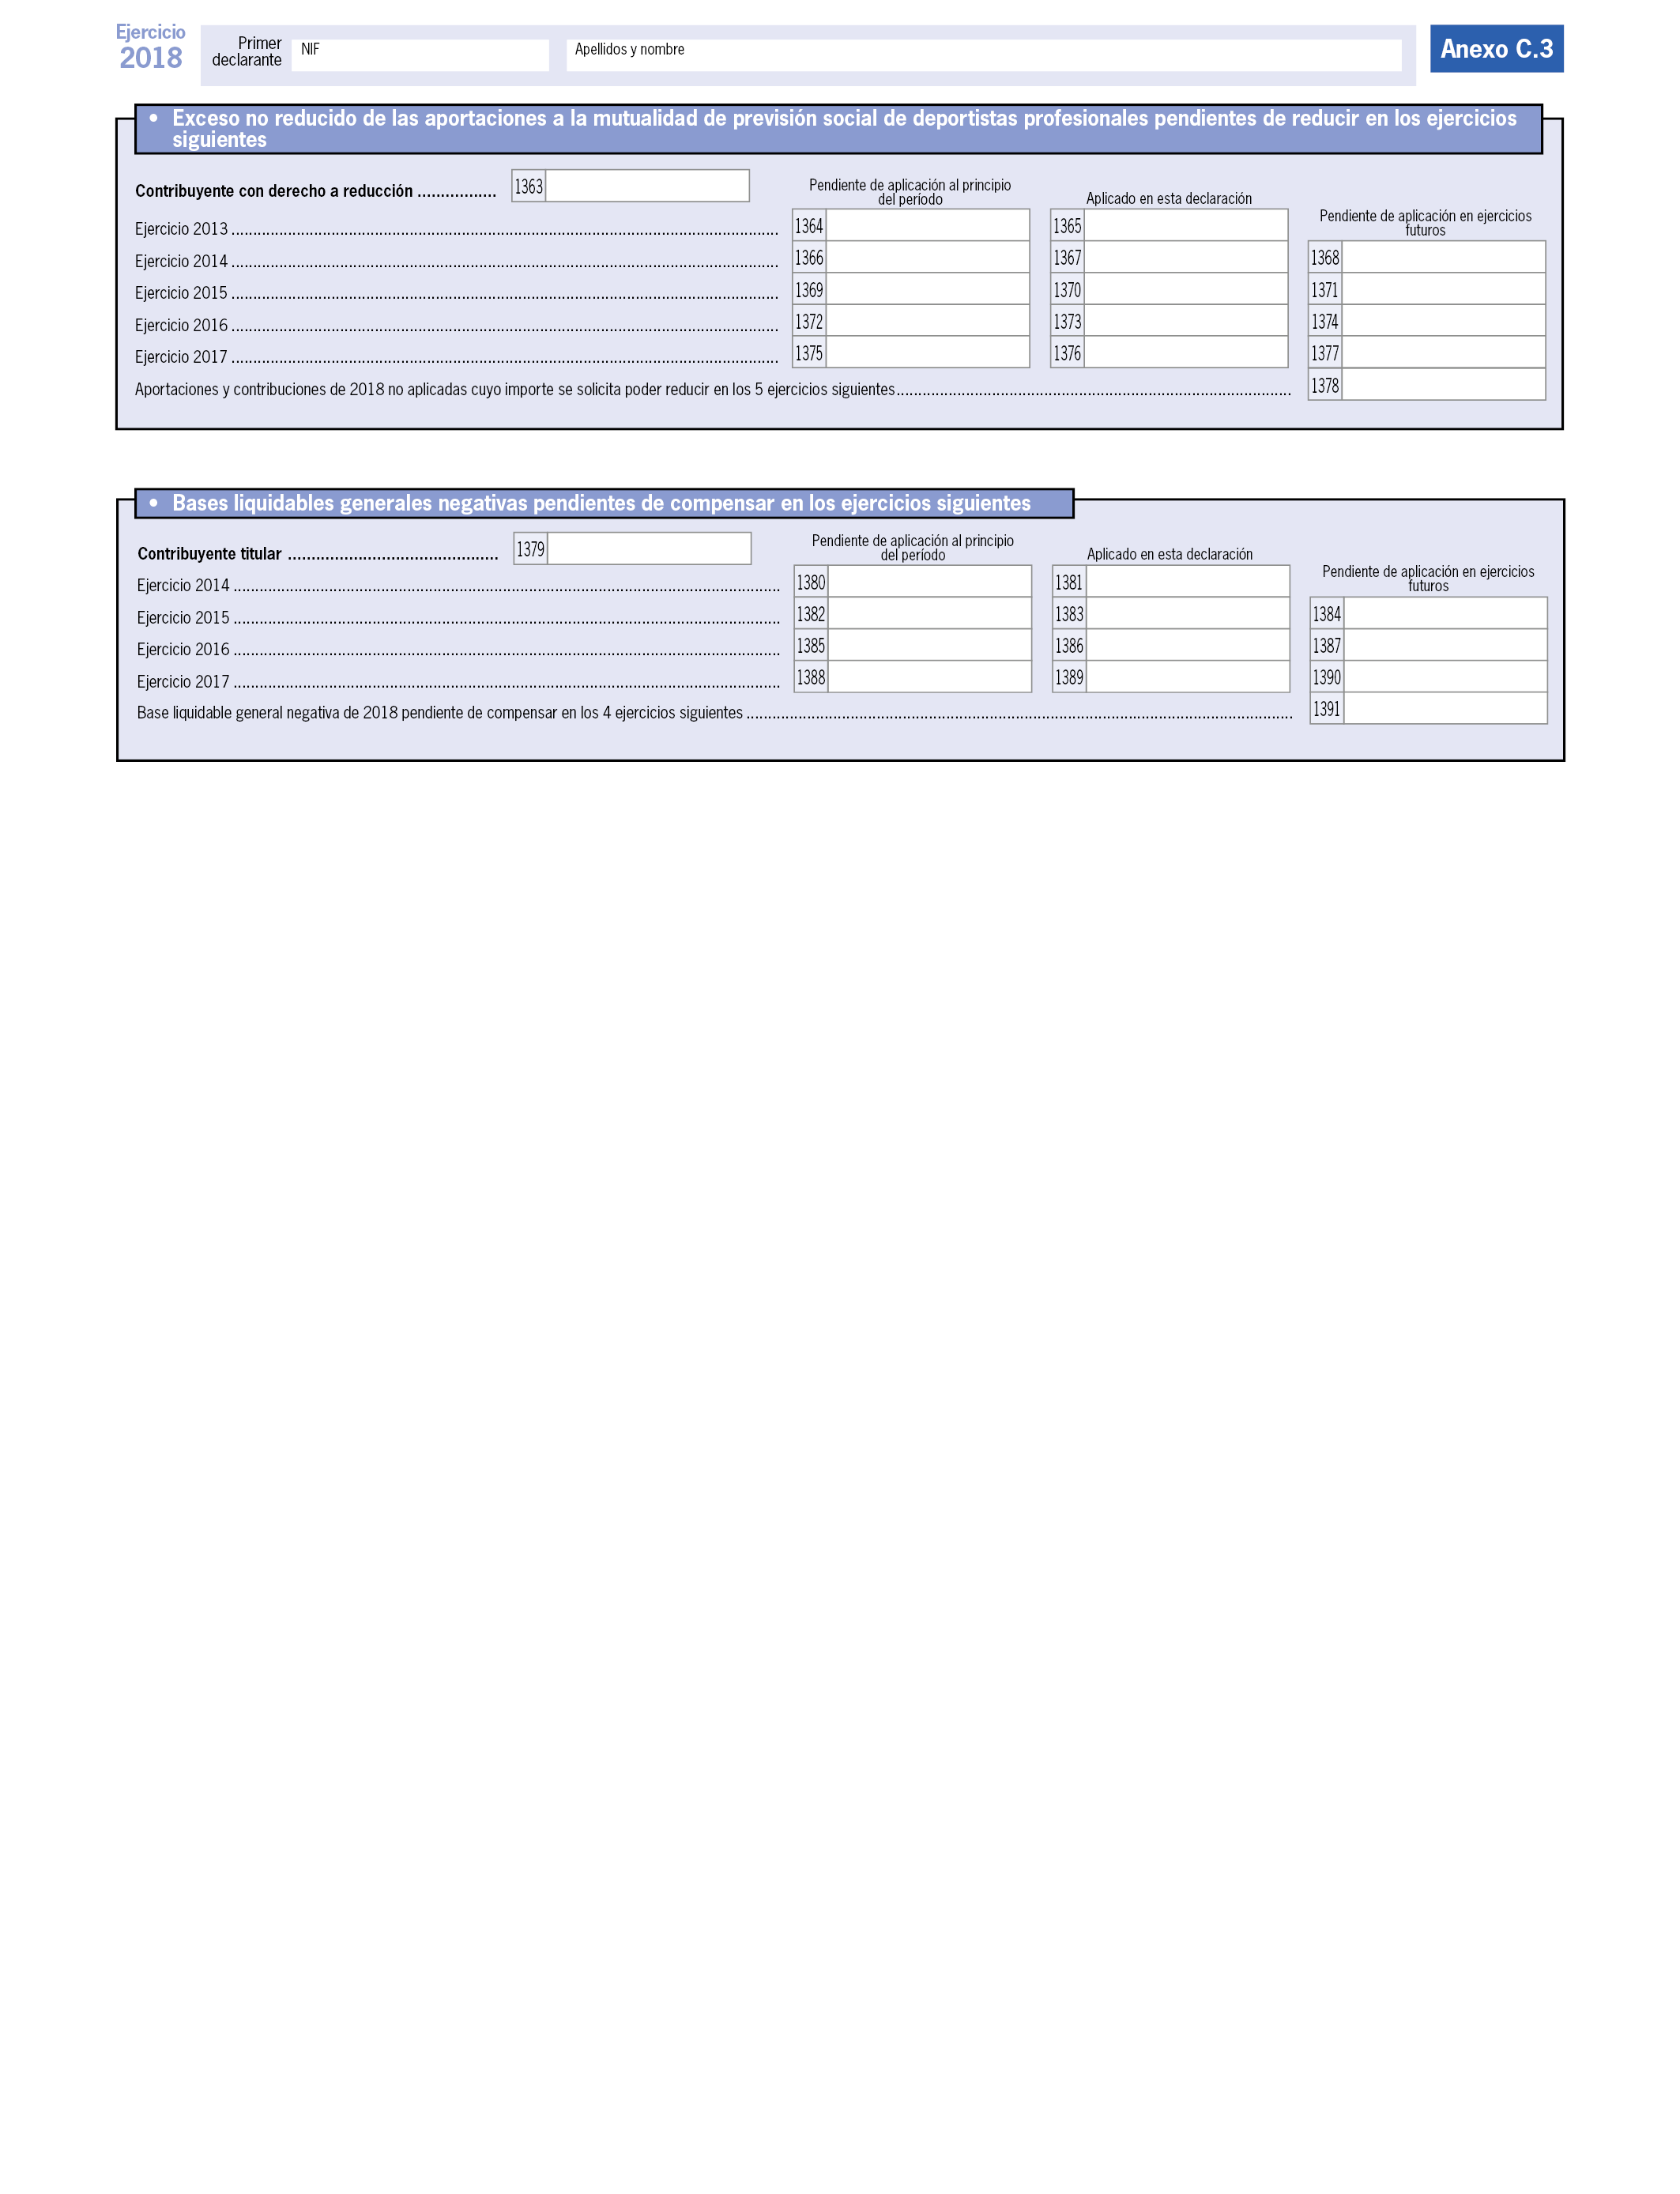 Ejercicio
2018
Primer
declarante
NIF
Apellidos y nombre
Anexo C.3
• Exceso no reducido de las aportaciones a la mutualidad de previsión social de deportistas profesionales pendientes de reducir en los ejercicios
siguientes
Contribuyente con derecho a reducción ................. 1363
Pendiente de aplicación al principio
del período
Aplicado en esta declaración
Pendiente de aplicación en ejercicios
futuros
Ejercicio 2013 ........ 1364 1365
Ejercicio 2014 ........ 1366 1367 1368
Ejercicio 2015 ........ 1369 1370 1371
Ejercicio 2016 ........ 1372 1373 1374
Ejercicio 2017 ........ 1375 1376 1377
Aportaciones y contribuciones de 2018 no aplicadas cuyo importe se solicita poder reducir en los 5 ejercicios siguientes........ 1378
• Bases liquidables generales negativas pendientes de compensar en los ejercicios siguientes
Contribuyente titular ........ 1379
Pendiente de aplicación al principio
del período
Aplicado en esta declaración
Pendiente de aplicación en ejercicios
futuros
Ejercicio 2014 ........ 1380 1381
Ejercicio 2015 ........ 1382 1383 1384
Ejercicio 2016 ........ 1385 1386 1387
Ejercicio 2017 ........ 1388 1389 1390
Base liquidable general negativa de 2018 pendiente de compensar en los 4 ejercicios siguientes ........ 1391